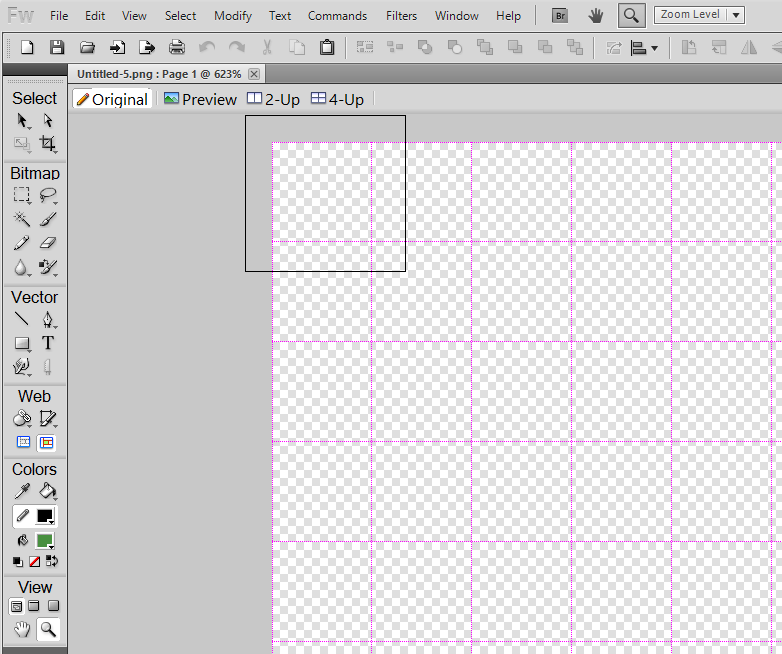 Fw File Edit View Select Modify Text Commands Filters Window Help Br Zoom Level
Untitled-5.png : Page 1 @ 623%
Original Preview 2-Up 4-Up
Select
Bitmap
Vector
T
Web
Colors
View